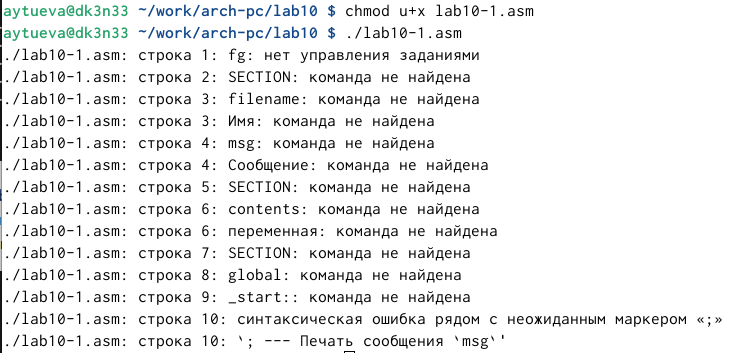 aytueva@dk3n33 ~/work/arch-pc/lab10 $ chmod u+x lab10-1.asm
aytueva@dk3n33 ~/work/arch-pc/lab10 $ ./lab10-1.asm
./lab10-1.asm: строка 1: fg: нет управления заданиями
./lab10-1.asm: строка 2: SECTION: команда не найдена
./lab10-1.asm: строка 3: filename: команда не найдена
./lab10-1.asm: строка 3: Имя: команда не найдена
./lab10-1.asm: строка 4: msg: команда не найдена
./lab10-1.asm: строка 4: Сообщение: команда не найдена
./lab10-1.asm: строка 5: SECTION: команда не найдена
./lab10-1.asm: строка 6: contents: команда не найдена
./lab10-1.asm: строка 6: переменная: команда не найдена
./lab10-1.asm: строка 7: SECTION: команда не найдена
./lab10-1.asm: строка 8: global: команда не найдена
./lab10-1.asm: строка 9: _start:: команда не найдена
./lab10-1.asm: строка 10: синтаксическая ошибка рядом с неожиданным маркером «;»
./lab10-1.asm: строка 10: `; --- Печать сообщения `msg`'